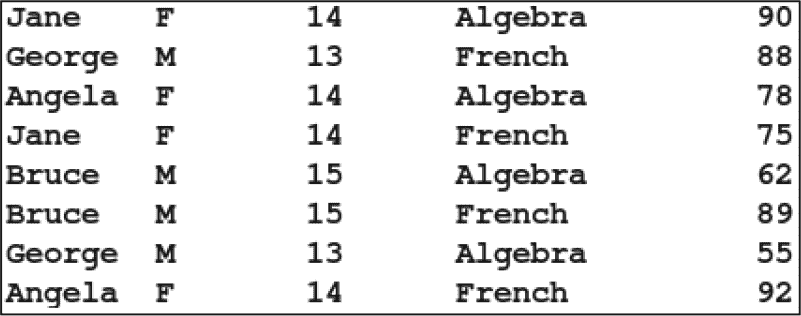 Jane F 14 Algebra 90
George M 13 French 88
Angela F 14 Algebra 78
Jane F 14 French 75
Bruce M 15 Algebra 62
Bruce M 15 French 89
George M 13 Algebra 55
Angela F 14 French 92